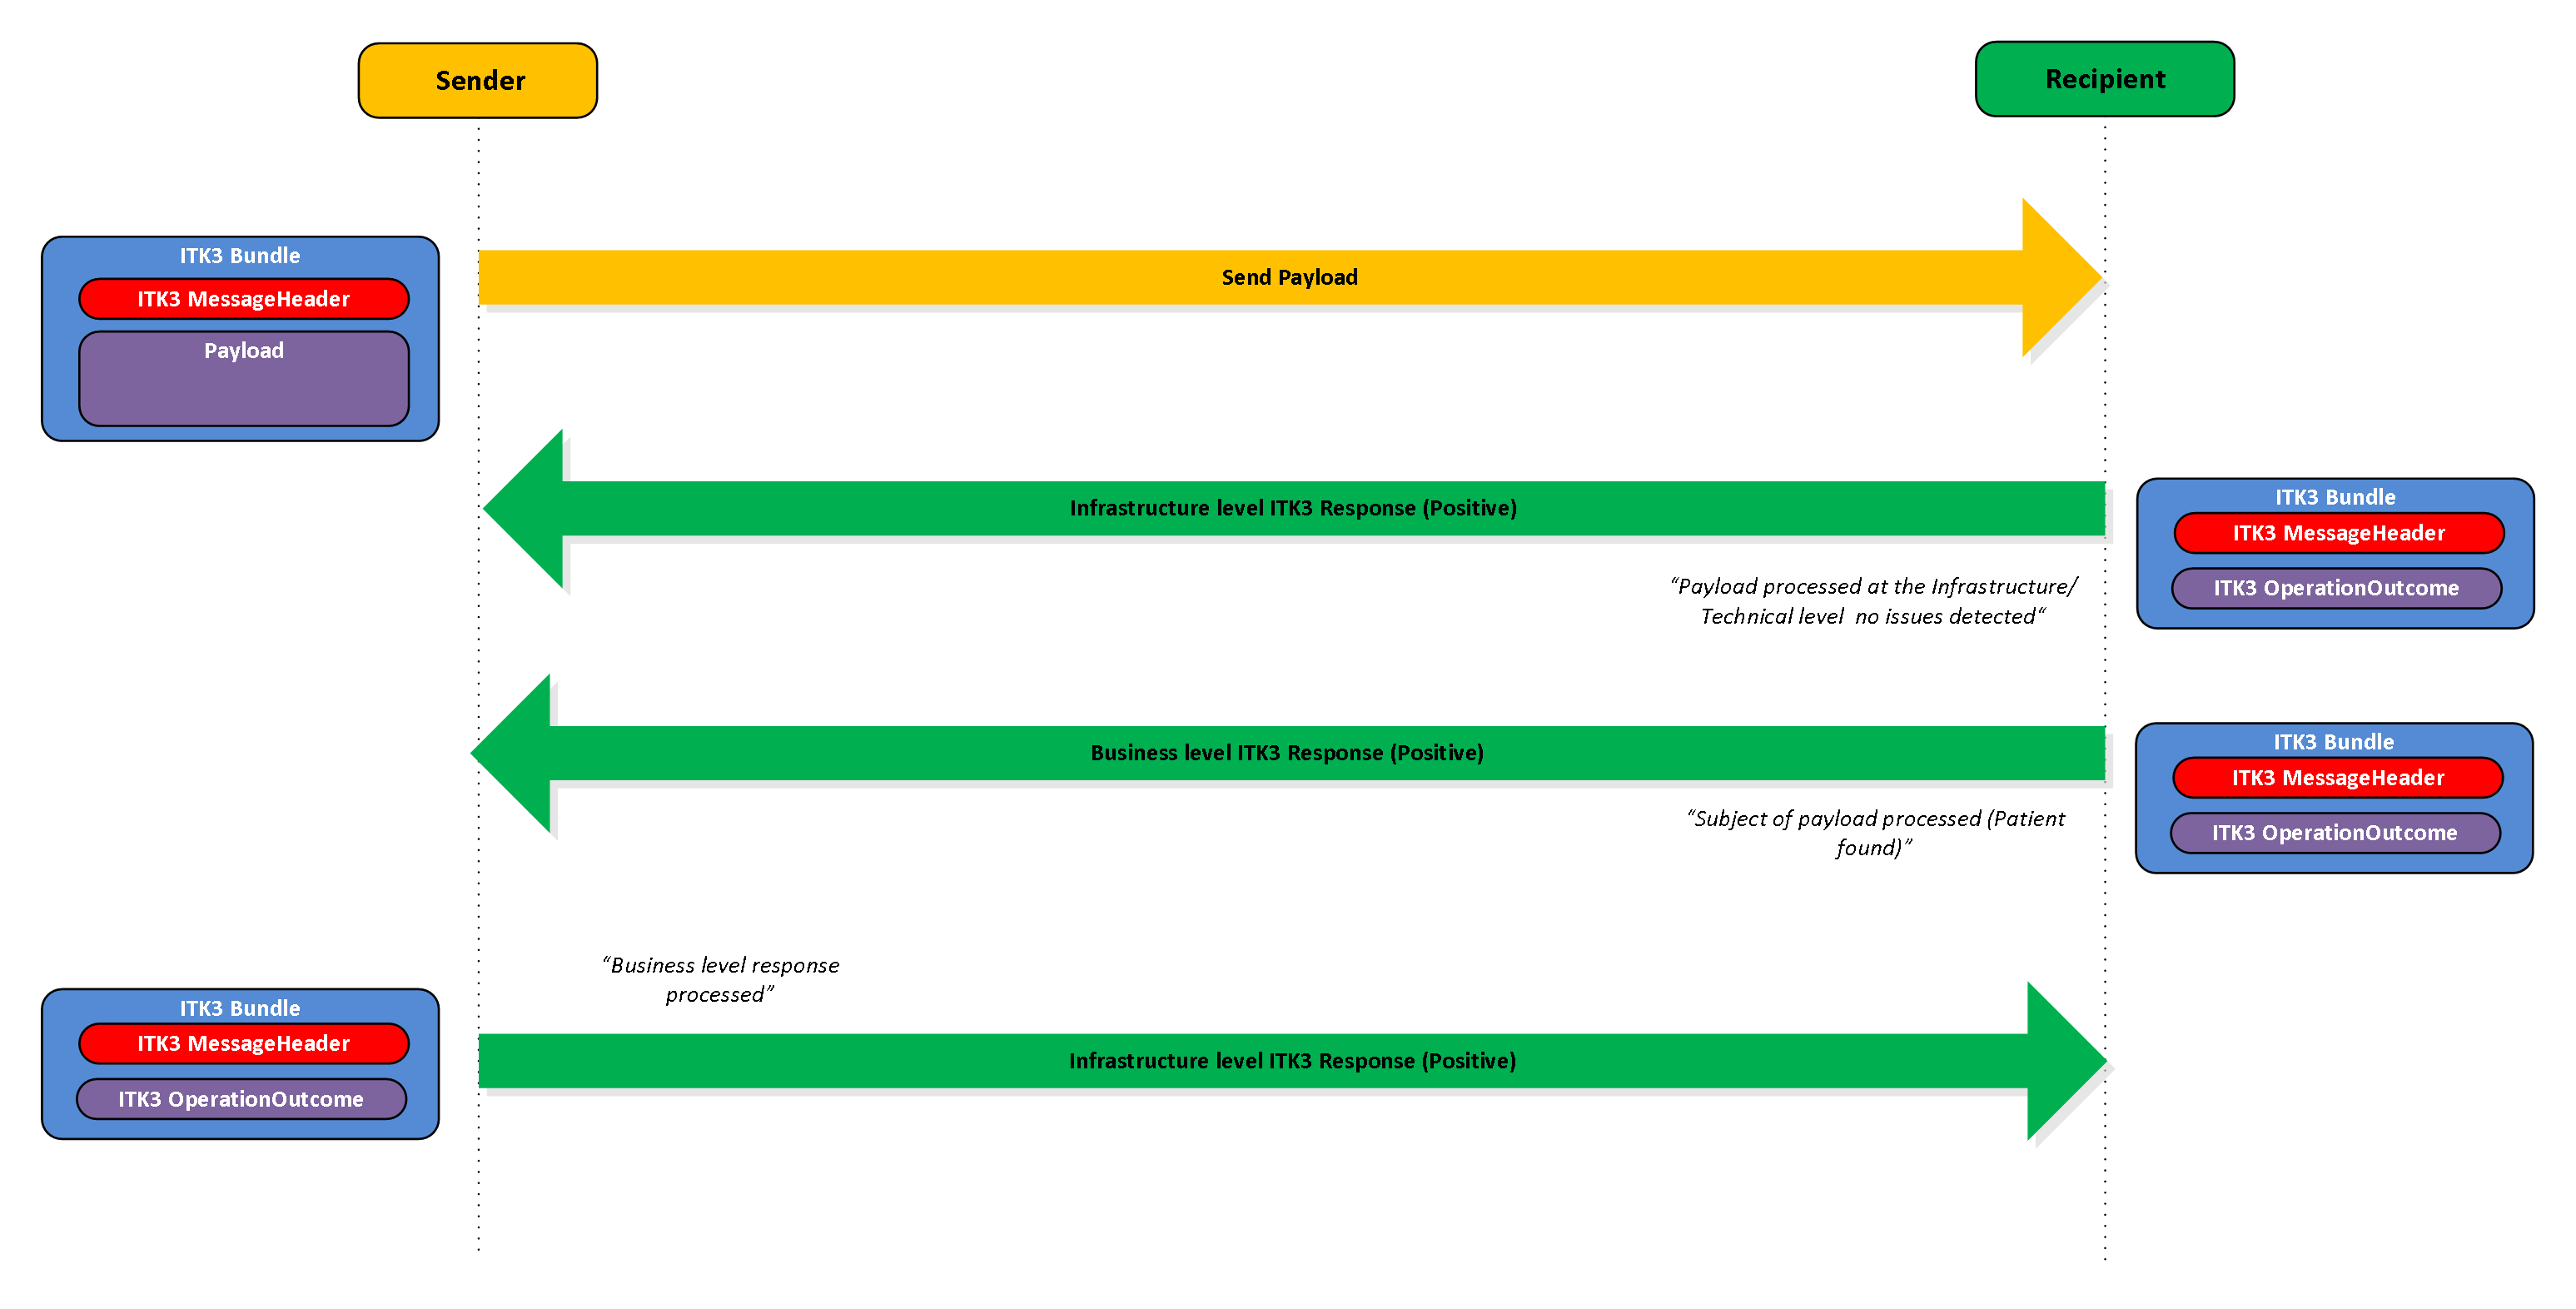 Sender
Recipient
ITK3 Bundle
ITK3 MessageHeader
Payload
Send Payload
Infrastructure level ITK3 Response (Positive)
“Payload processed at the Infrastructure/
Technical level  no issues detected“
ITK3 Bundle
ITK3 MessageHeader
ITK3 OperationOutcome
Business level ITK3 Response (Positive)
“Subject of payload processed (Patient
found)”
ITK3 Bundle
ITK3 MessageHeader
ITK3 OperationOutcome
“Business level response
processed”
ITK3 Bundle
ITK3 MessageHeader
ITK3 OperationOutcome
Infrastructure level ITK3 Response (Positive)